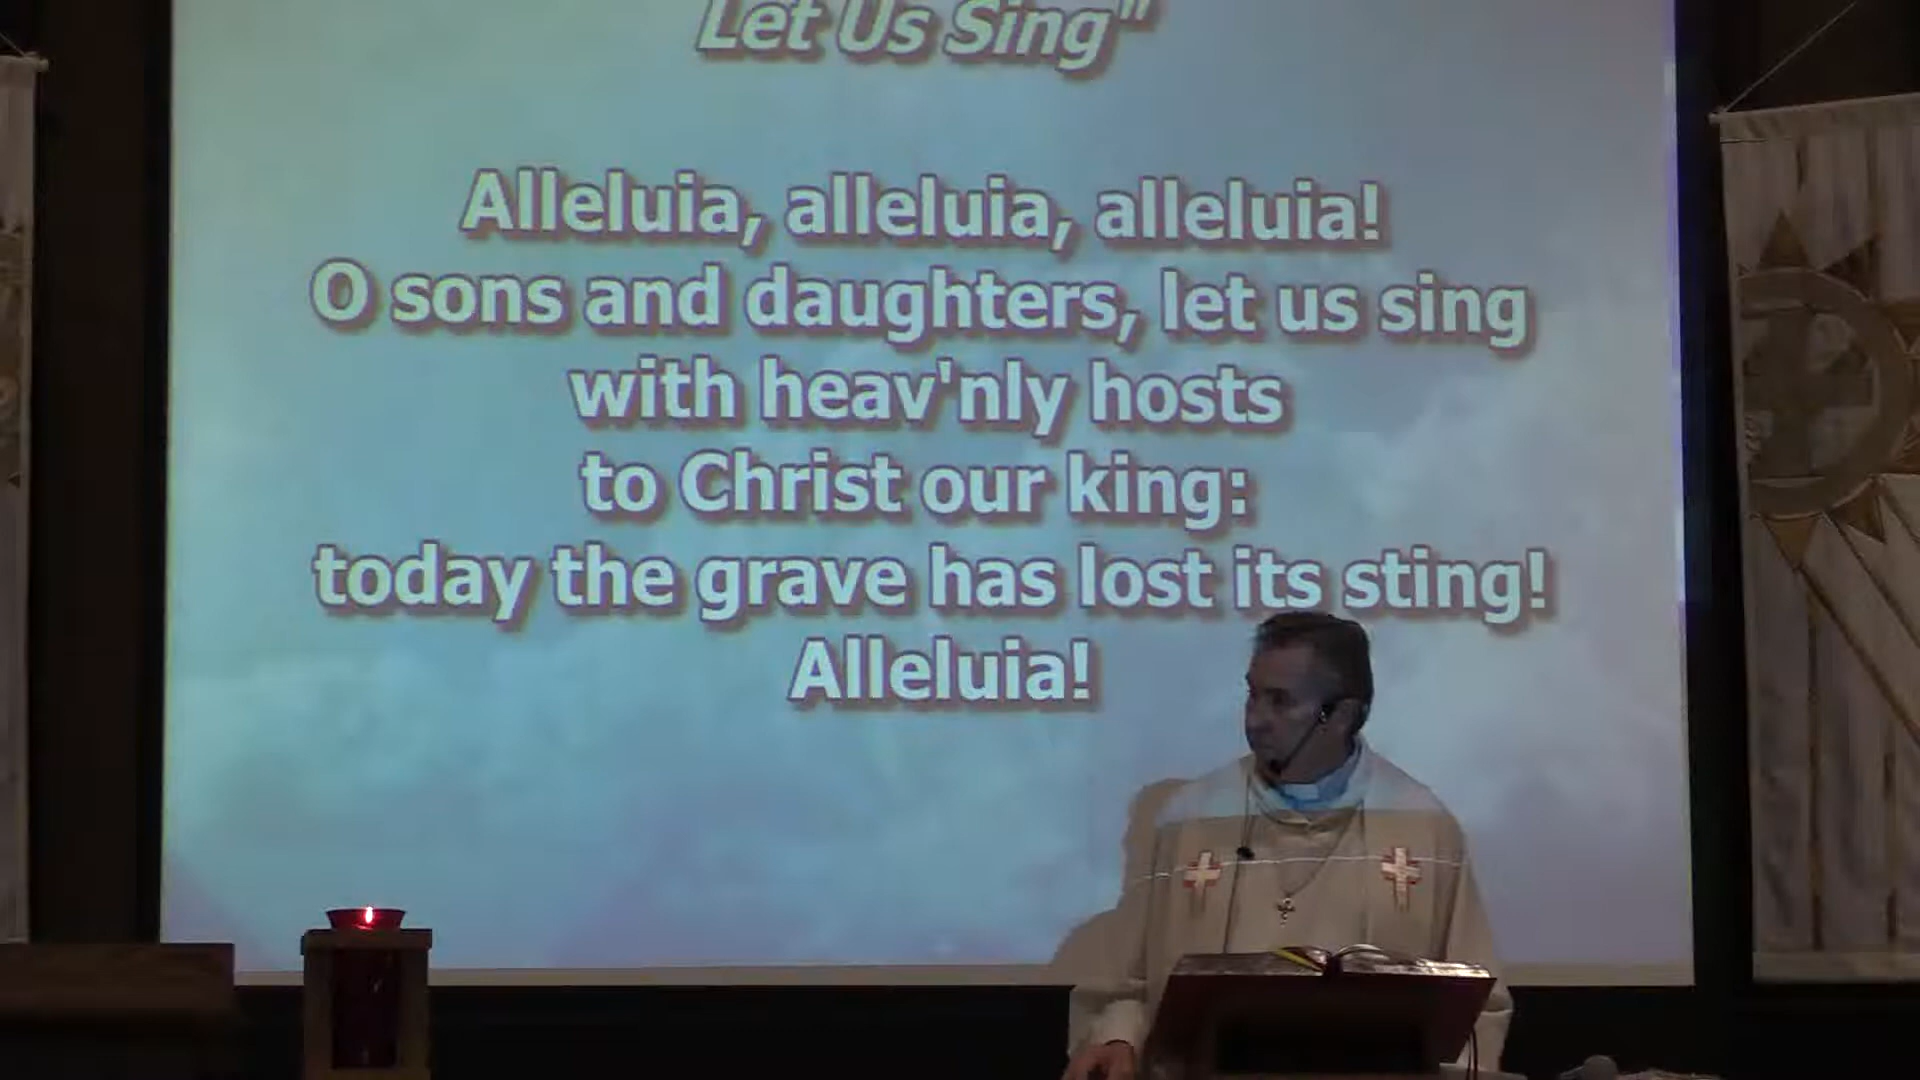 Let Us Sing"
Alleluia, alleluia, alleluia!
O sons and daughters, let us sing
with heav'nly hosts
to Christ our king:
today the grave has lost its sting!
Alleluia!